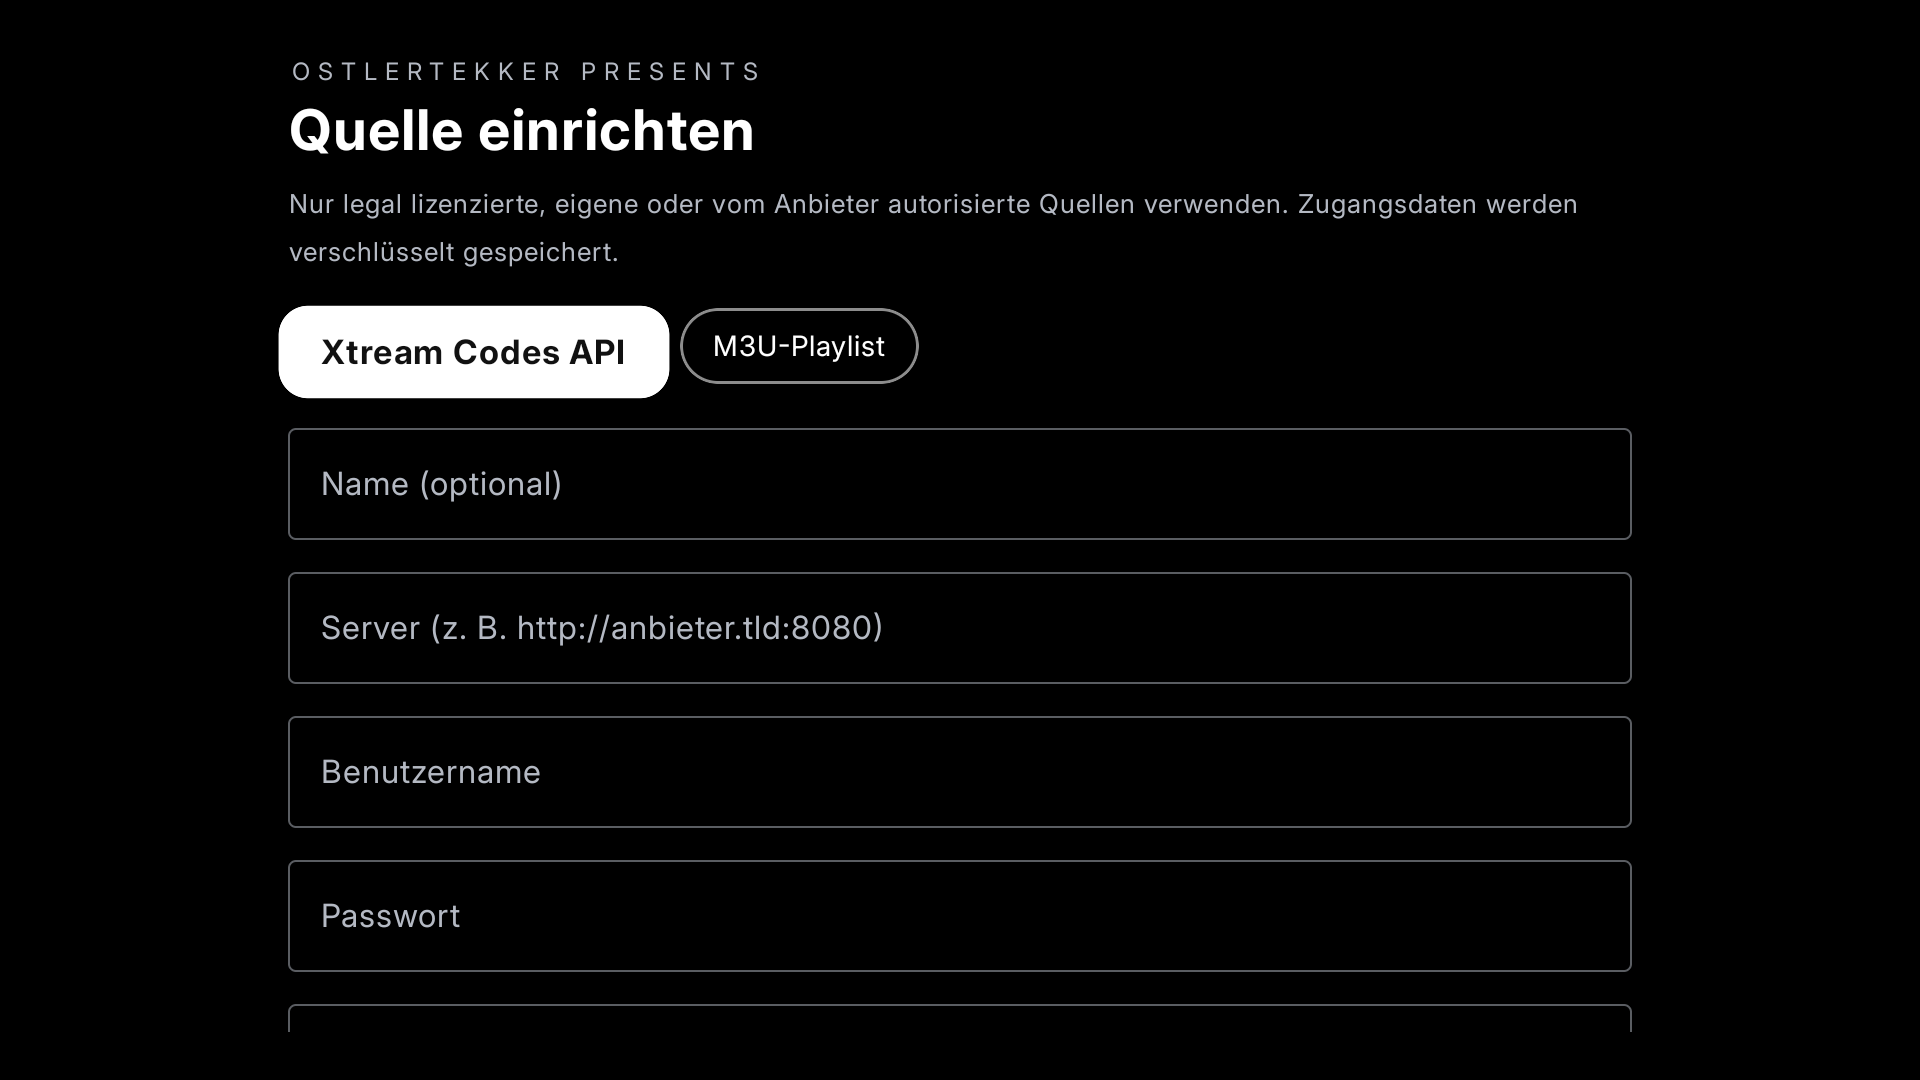 OSTLERTEKKER PRESENTS
Quelle einrichten
Nur legal lizenzierte, eigene oder vom Anbieter autorisierte Quellen verwenden. Zugangsdaten werden
verschlüsselt gespeichert.
Xtream Codes API
M3U-Playlist
Name (optional)
Server (z. B. http://anbieter.tld:8080)
Benutzername
Passwort